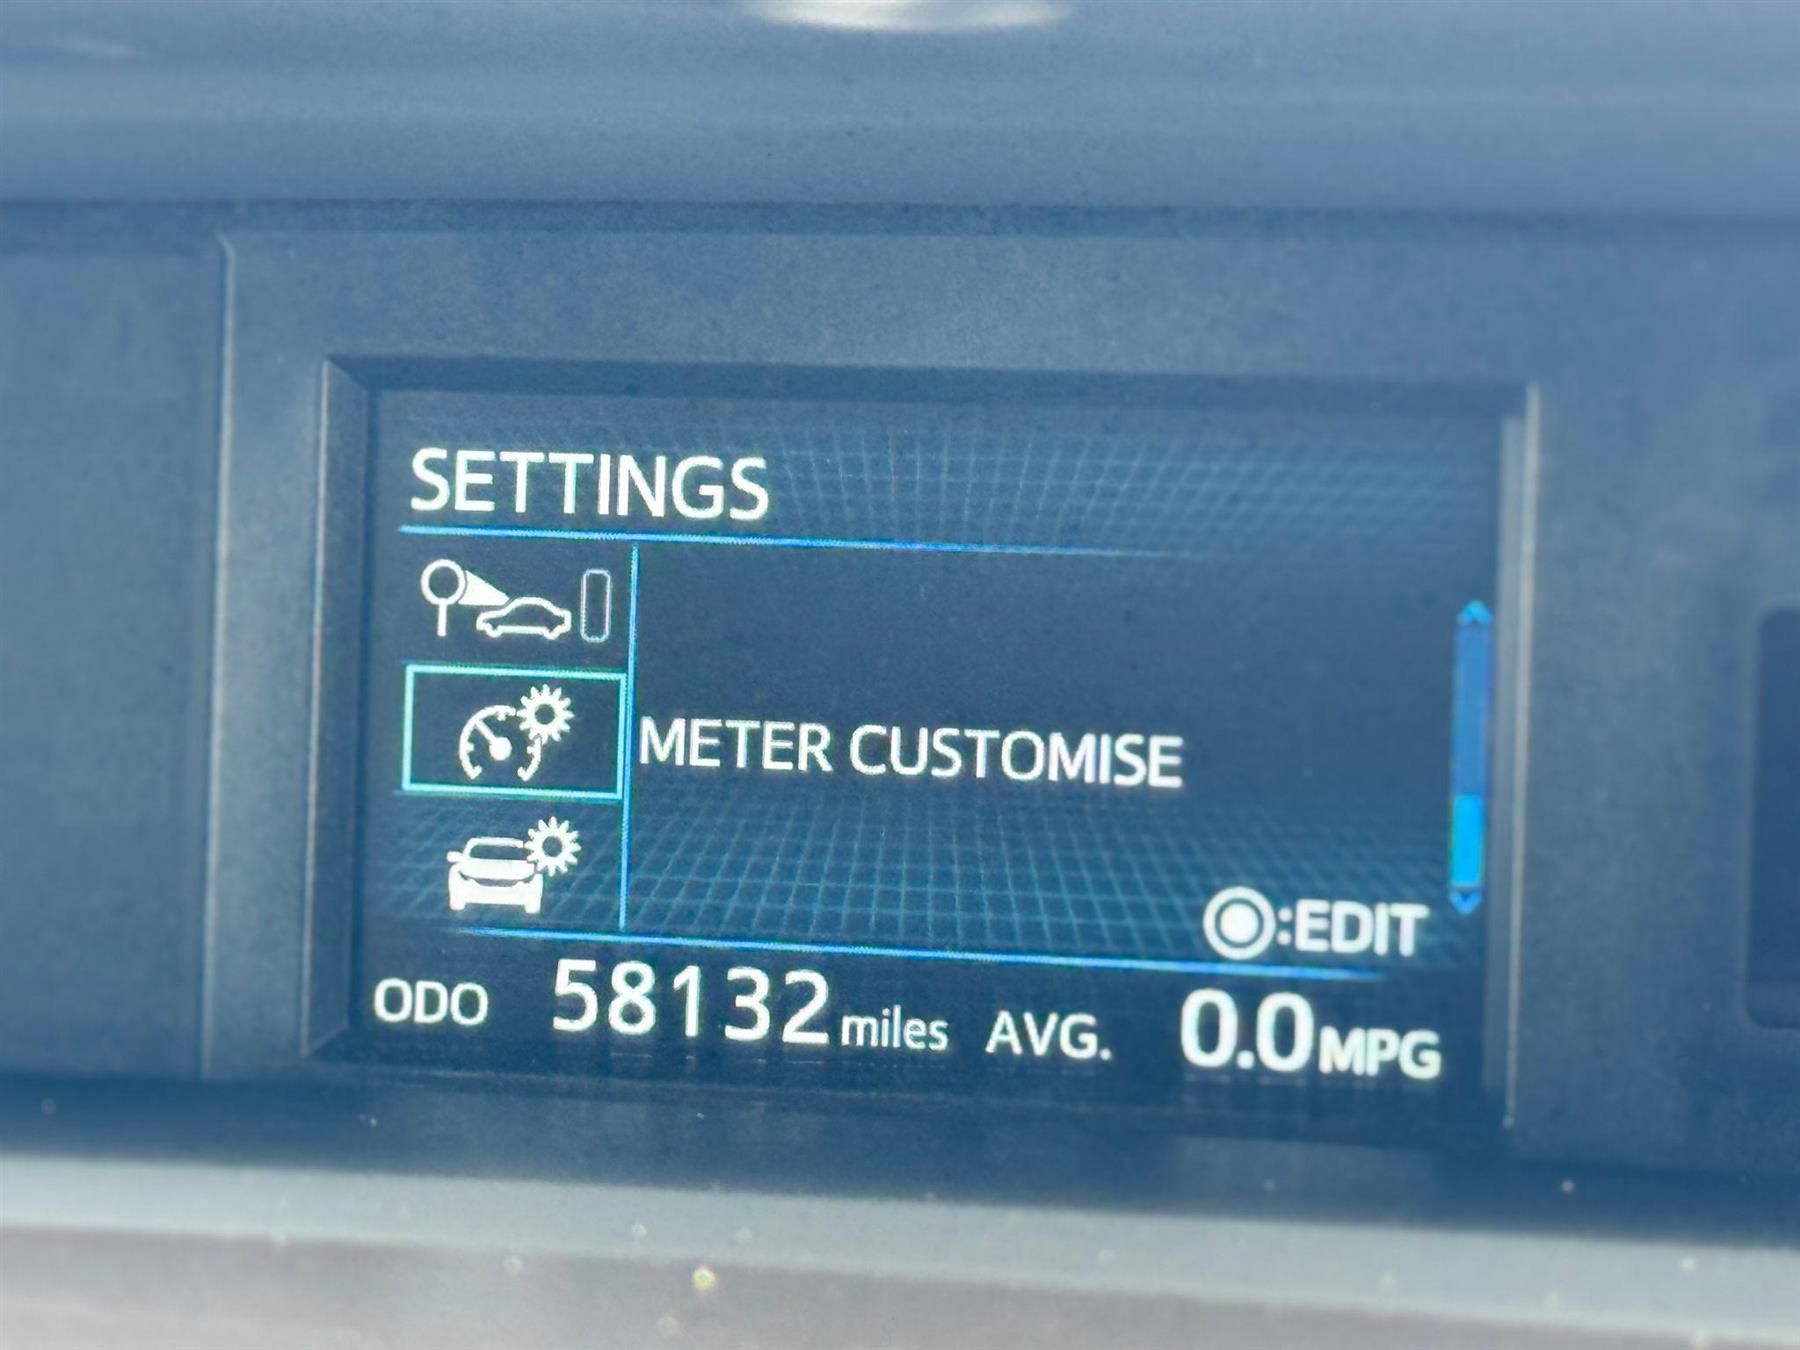 SETTINGS
METER CUSTOMISE
:EDIT
ODO 58132 miles AVG. 0.0 MPG